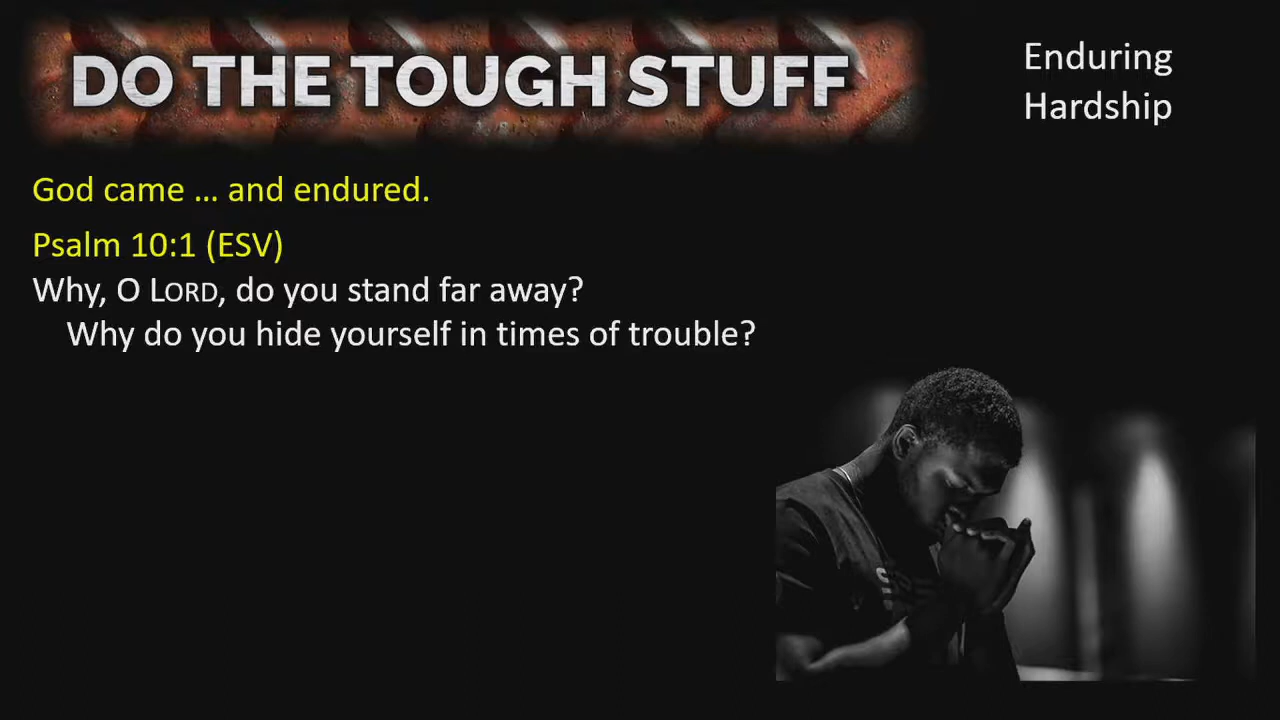 DO THE TOUGH STUFF
Enduring
Hardship
God came … and endured.
Psalm 10:1 (ESV)
Why, O LORD, do you stand far away?
Why do you hide yourself in times of trouble?